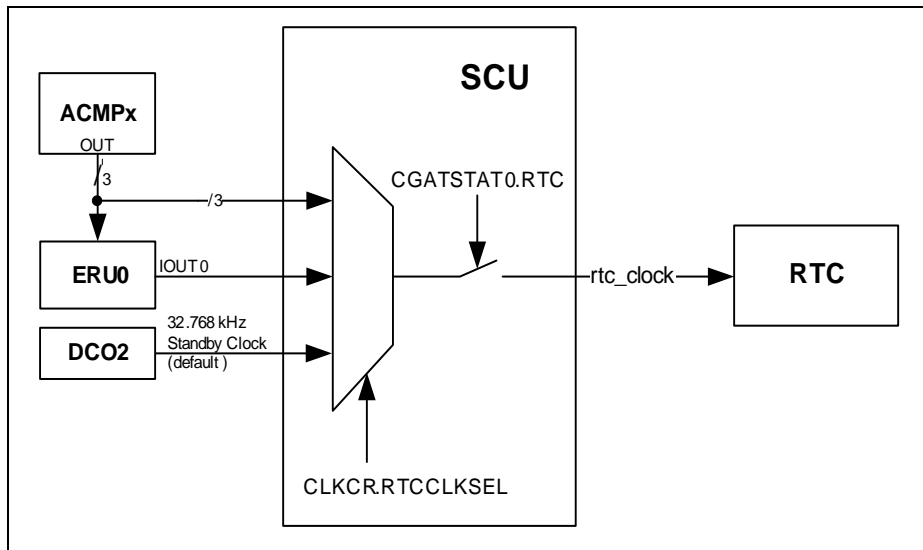 SCU
ACMPx
OUT
3
/3
CGATSTAT0.RTC
ERU0
IOUT0
rtc_clock
RTC
32.768 kHz
Standby Clock
(default )
DCO2
CLKCR.RTCCLKSEL